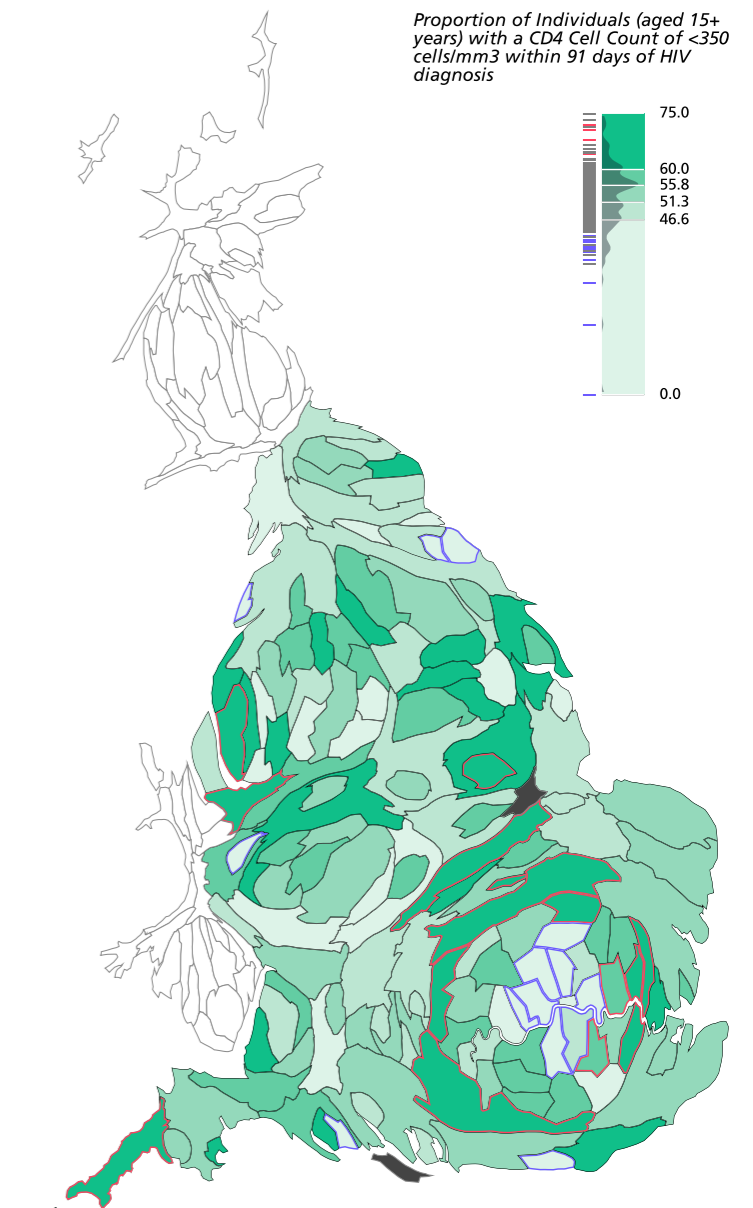 Proportion of Individuals (aged 15+
years) with a CD4 Cell Count of <350
cells/mm3 within 91 days of HIV
diagnosis
75.0
60.0
55.8
51.3
46.6
0.0